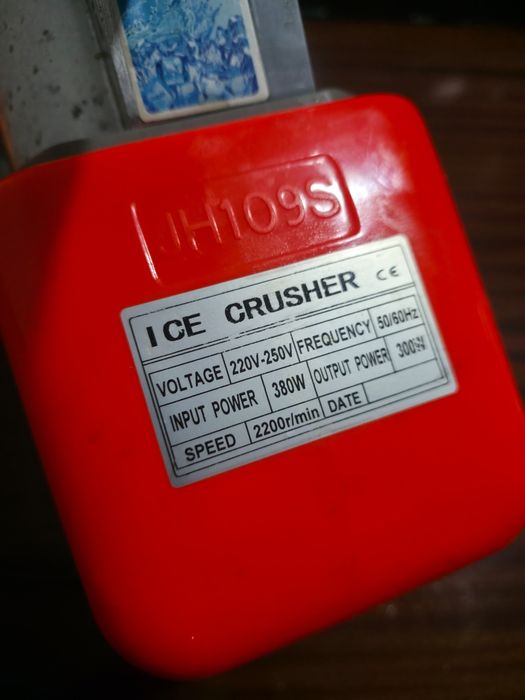 JH109S
ICE CRUSHER CE
VOLTAGE 220V-250V FREQUENCY 50/60Hz
INPUT POWER 380W OUTPUT POWER 300W
SPEED 2200r/min DATE